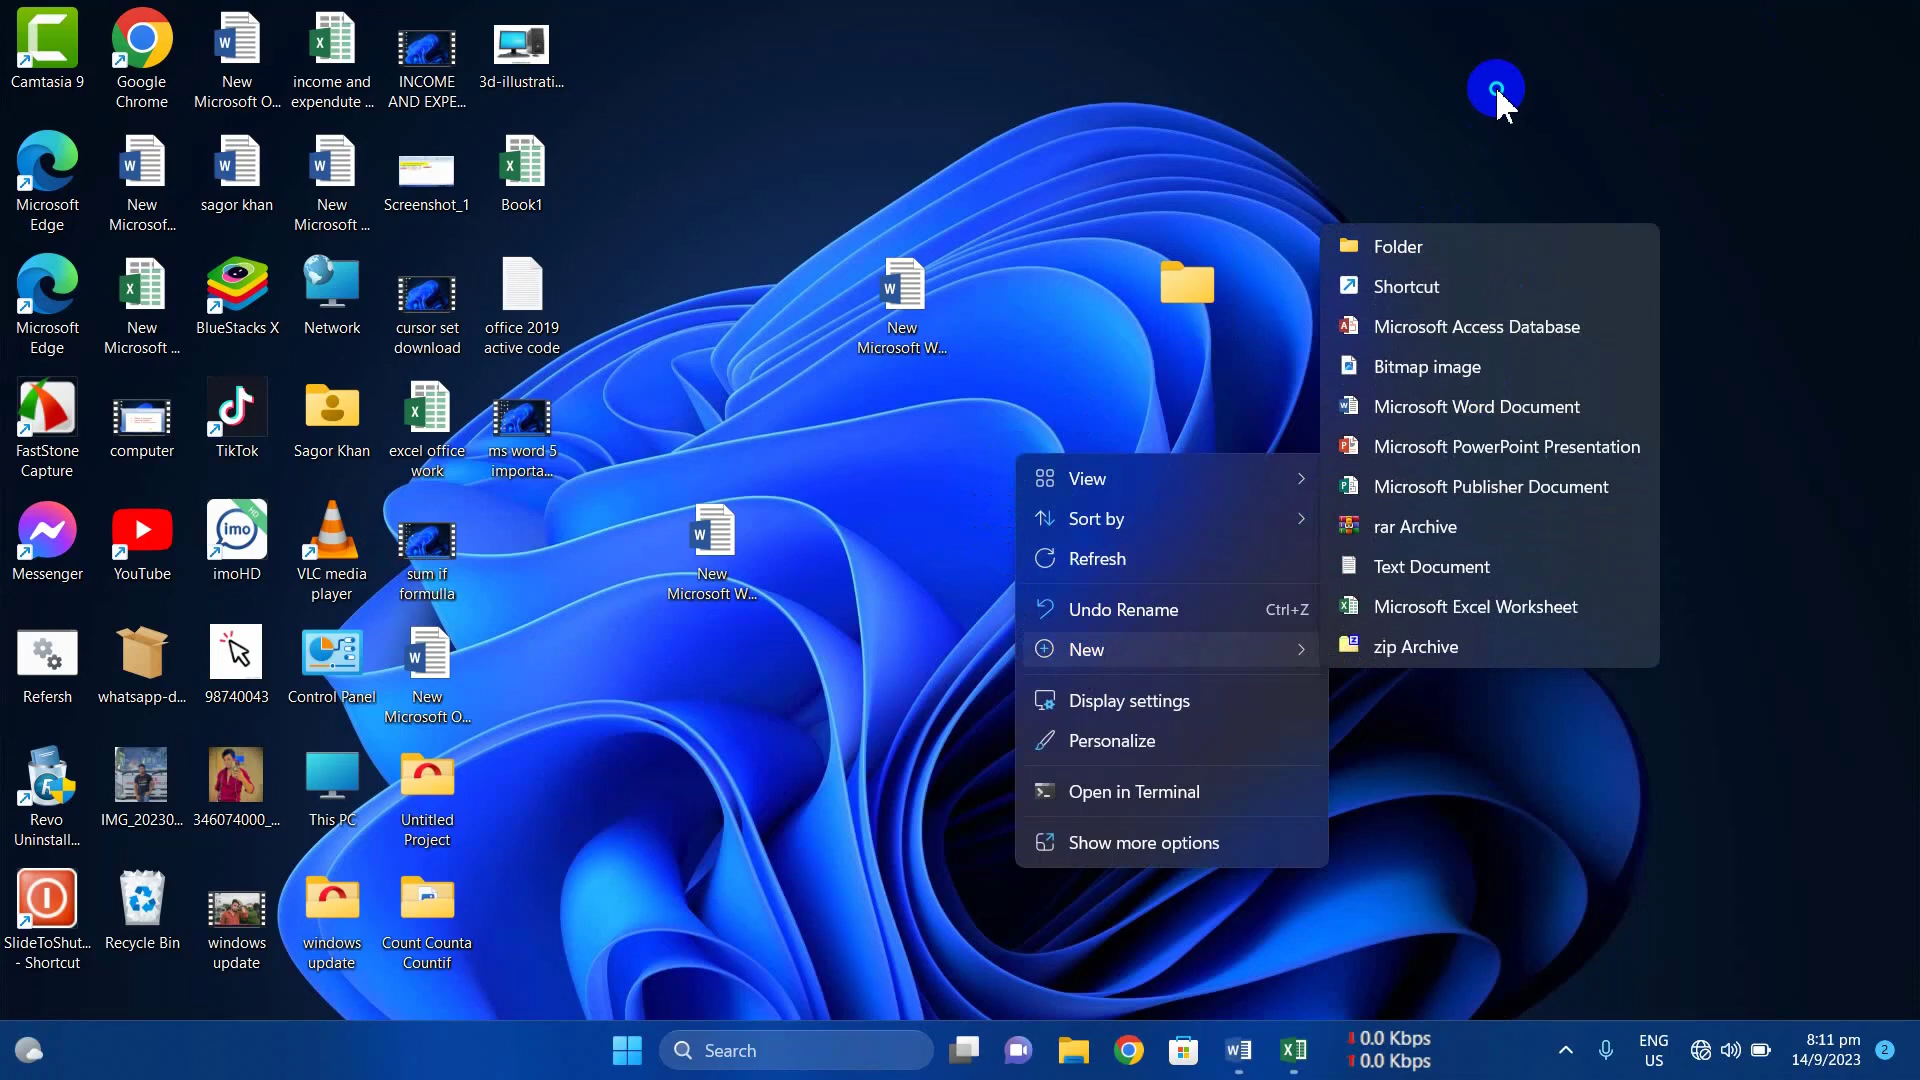 Camtasia 9
Google
Chrome
New
Microsoft O...
income and
expendute ...
INCOME
AND EXPE...
3d-illustrati...
Microsoft
Edge
New
Microsof...
sagor khan
New
Microsoft ...
Screenshot_1
Book1
Microsoft
Edge
New
Microsoft ...
BlueStacks X
Network
cursor set
download
office 2019
active code
New
Microsoft W...
FastStone
Capture
computer
TikTok
Sagor Khan
excel office
work
ms word 5
importa...
Messenger
YouTube
imo
HD
imoHD
VLC media
player
sum if
formulla
New
Microsoft W...
Refersh
whatsapp-d...
98740043
Control Panel
New
Microsoft O...
Revo
Uninstall...
IMG_20230...
346074000_...
This PC
Untitled
Project
SlideToShut...
- Shortcut
Recycle Bin
windows
update
windows
update
Count Counta
Countif
View
Sort by
Refresh
Undo Rename Ctrl+Z
New
Display settings
Personalize
Open in Terminal
Show more options
Folder
Shortcut
Microsoft Access Database
Bitmap image
Microsoft Word Document
Microsoft PowerPoint Presentation
Microsoft Publisher Document
rar Archive
Text Document
Microsoft Excel Worksheet
zip Archive
Search
0.0 Kbps
0.0 Kbps
ENG
US
8:11 pm
14/9/2023
2